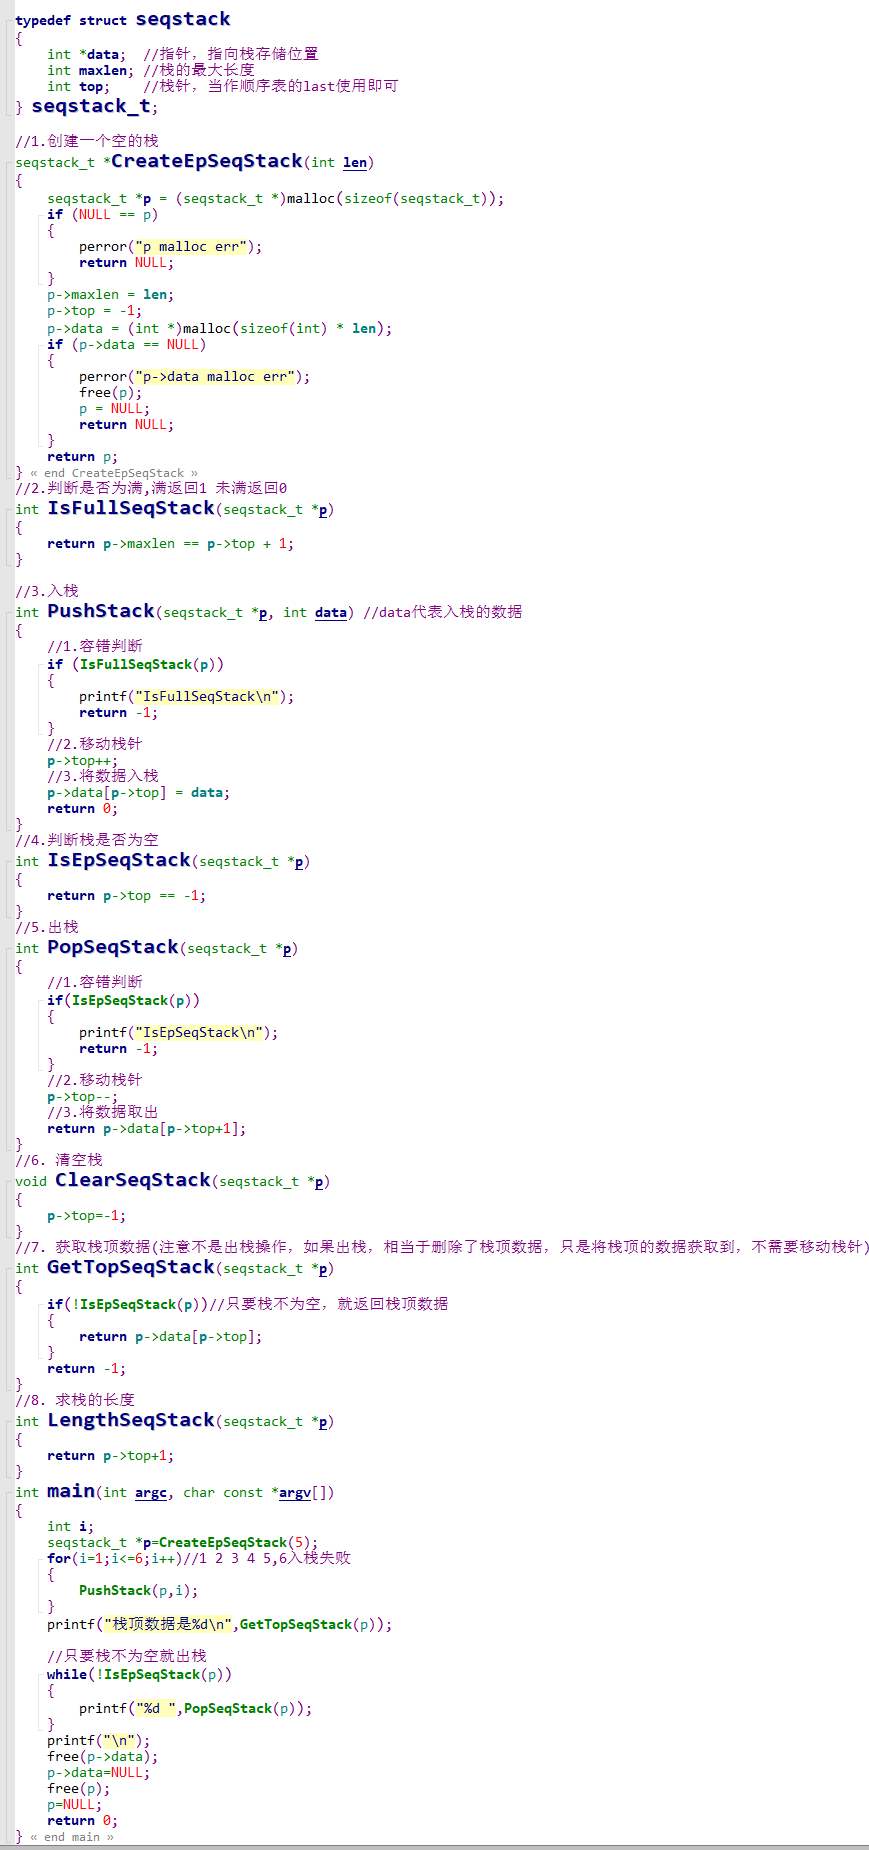 typedef struct seqstack
{
    int *data;  //指针，指向栈存储位置
    int maxlen; //栈的最大长度
    int top;    //栈针，当作顺序表的last使用即可
} seqstack_t;

//1.创建一个空的栈
seqstack_t *CreateEpSeqStack(int len)
{
    seqstack_t *p = (seqstack_t *)malloc(sizeof(seqstack_t));
    if (NULL == p)
    {
        perror("p malloc err");
        return NULL;
    }
    p->maxlen = len;
    p->top = -1;
    p->data = (int *)malloc(sizeof(int) * len);
    if (p->data == NULL)
    {
        perror("p->data malloc err");
        free(p);
        p = NULL;
        return NULL;
    }
    return p;
} « end CreateEpSeqStack »
//2.判断是否为满,满返回1 未满返回0
int IsFullSeqStack(seqstack_t *p)
{
    return p->maxlen == p->top + 1;
}

//3.入栈
int PushStack(seqstack_t *p, int data) //data代表入栈的数据
{
    //1.容错判断
    if (IsFullSeqStack(p))
    {
        printf("IsFullSeqStack\n");
        return -1;
    }
    //2.移动栈针
    p->top++;
    //3.将数据入栈
    p->data[p->top] = data;
    return 0;
}
//4.判断栈是否为空
int IsEpSeqStack(seqstack_t *p)
{
    return p->top == -1;
}
//5.出栈
int PopSeqStack(seqstack_t *p)
{
    //1.容错判断
    if(IsEpSeqStack(p))
    {
        printf("IsEpSeqStack\n");
        return -1;
    }
    //2.移动栈针
    p->top--;
    //3.将数据取出
    return p->data[p->top+1];
}
//6. 清空栈
void ClearSeqStack(seqstack_t *p)
{
    p->top=-1;
}
//7. 获取栈顶数据(注意不是出栈操作，如果出栈，相当于删除了栈顶数据，只是将栈顶的数据获取到，不需要移动栈针)
int GetTopSeqStack(seqstack_t *p)
{
    if(!IsEpSeqStack(p))//只要栈不为空，就返回栈顶数据
    {
        return p->data[p->top];
    }
    return -1;
}
//8. 求栈的长度
int LengthSeqStack(seqstack_t *p)
{
    return p->top+1;
}
int main(int argc, char const *argv[])
{
    int i;
    seqstack_t *p=CreateEpSeqStack(5);
    for(i=1;i<=6;i++)//1 2 3 4 5,6入栈失败
    {
        PushStack(p,i);
    }
    printf("栈顶数据是%d\n",GetTopSeqStack(p));

    //只要栈不为空就出栈
    while(!IsEpSeqStack(p))
    {
        printf("%d ",PopSeqStack(p));
    }
    printf("\n");
    free(p->data);
    p->data=NULL;
    free(p);
    p=NULL;
    return 0;
} « end main »